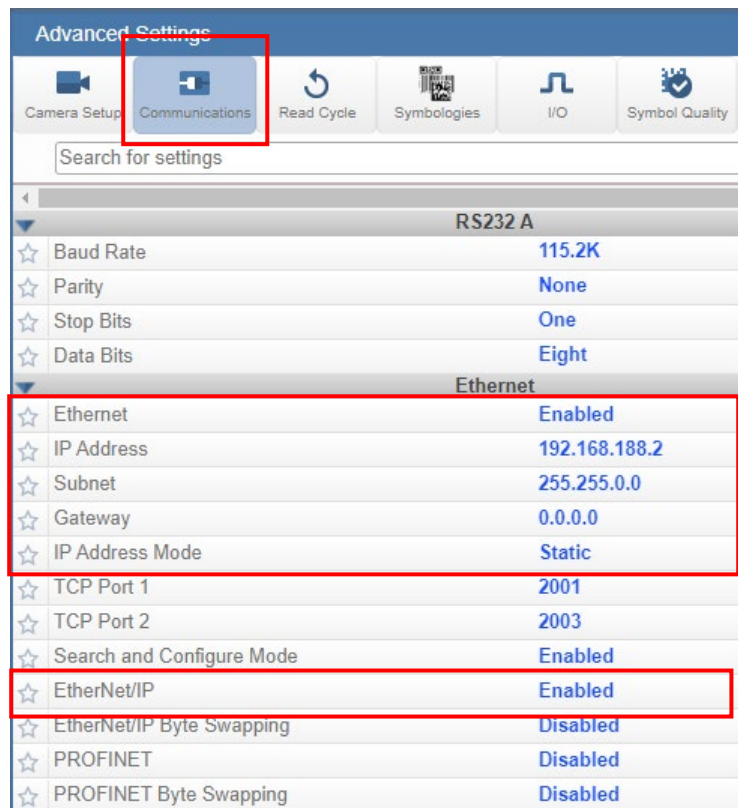 Advanced Settings
Camera Setup Communications Read Cycle Symbologies I/O Symbol Quality
Search for settings
RS232 A
Baud Rate 115.2K
Parity None
Stop Bits One
Data Bits Eight
Ethernet
Ethernet Enabled
IP Address 192.168.188.2
Subnet 255.255.0.0
Gateway 0.0.0.0
IP Address Mode Static
TCP Port 1 2001
TCP Port 2 2003
Search and Configure Mode Enabled
EtherNet/IP Enabled
EtherNet/IP Byte Swapping Disabled
PROFINET Disabled
PROFINET Byte Swapping Disabled